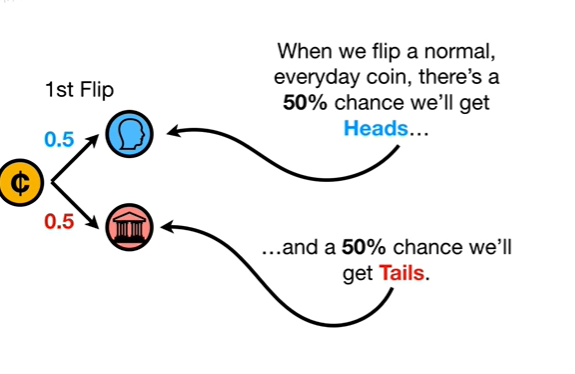 When we flip a normal,
everyday coin, there's a
50% chance we'll get
Heads...
1st Flip
0.5
¢
0.5
...and a 50% chance we'll
get Tails.